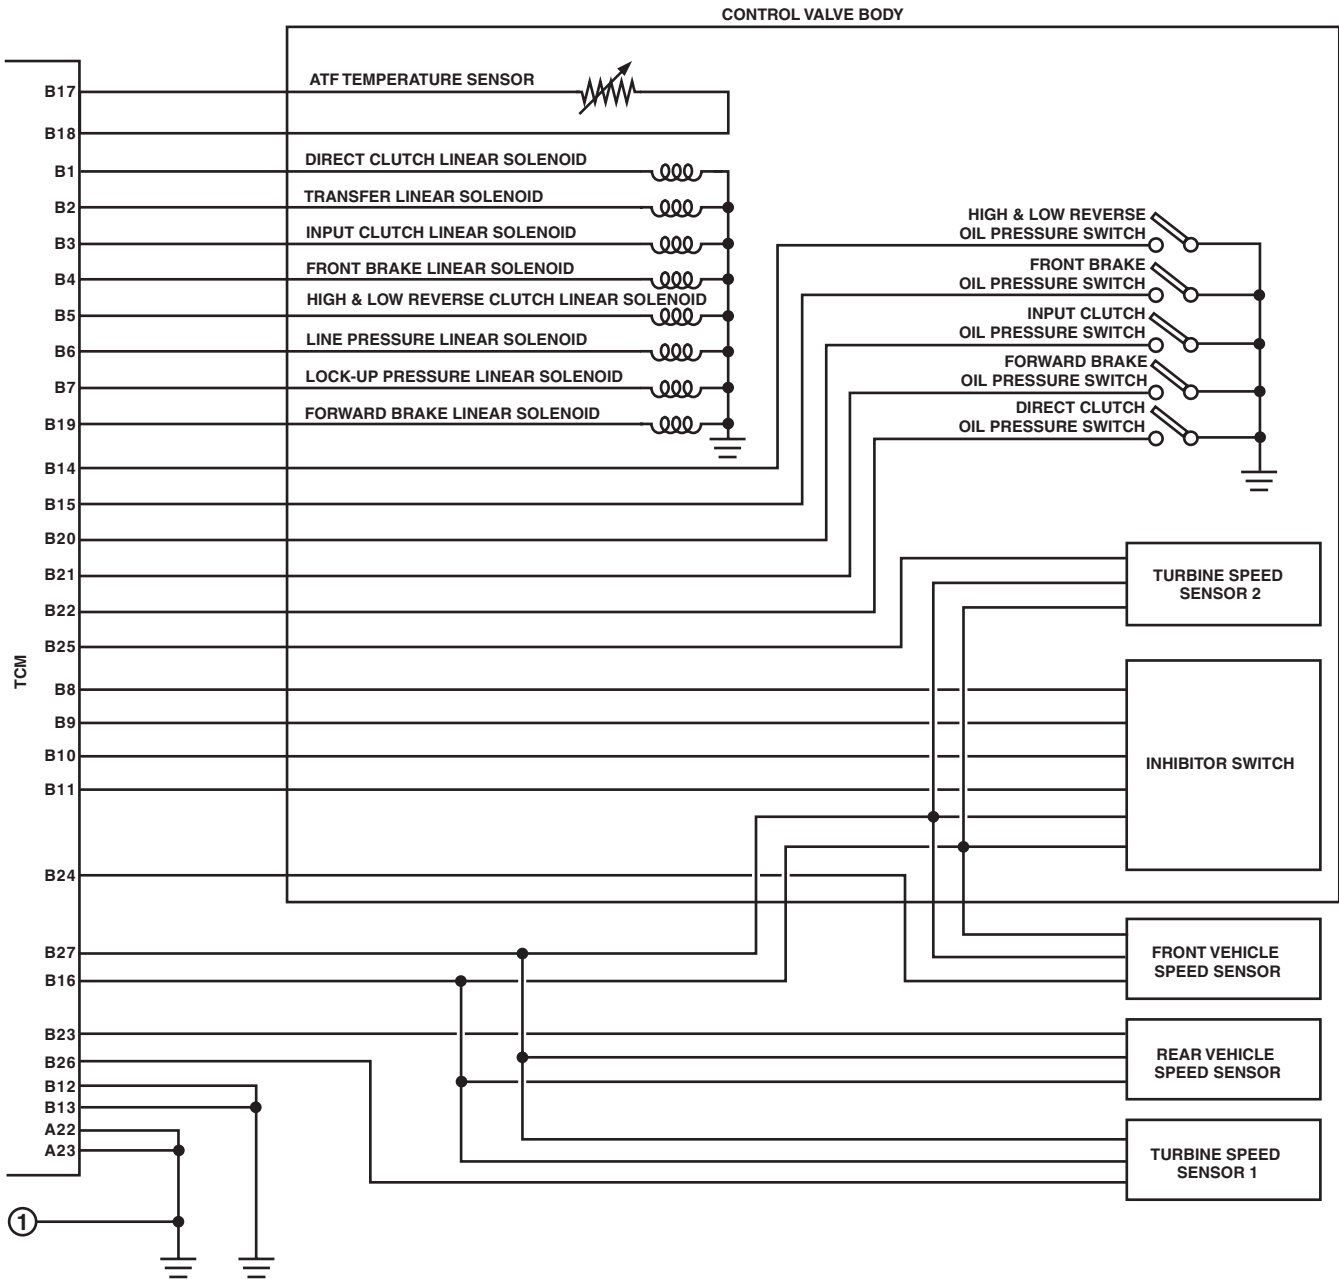 CONTROL VALVE BODY
B17
ATF TEMPERATURE SENSOR
B18
B1
DIRECT CLUTCH LINEAR SOLENOID
B2
TRANSFER LINEAR SOLENOID
B3
INPUT CLUTCH LINEAR SOLENOID
B4
FRONT BRAKE LINEAR SOLENOID
B5
HIGH & LOW REVERSE CLUTCH LINEAR SOLENOID
B6
LINE PRESSURE LINEAR SOLENOID
B7
LOCK-UP PRESSURE LINEAR SOLENOID
B19
FORWARD BRAKE LINEAR SOLENOID
HIGH & LOW REVERSE
OIL PRESSURE SWITCH
FRONT BRAKE
OIL PRESSURE SWITCH
INPUT CLUTCH
OIL PRESSURE SWITCH
FORWARD BRAKE
OIL PRESSURE SWITCH
DIRECT CLUTCH
OIL PRESSURE SWITCH
B14
B15
B20
B21
B22
B25
TCM
B8
B9
B10
B11
B24
B27
B16
B23
B26
B12
B13
A22
A23
1
TURBINE SPEED
SENSOR 2
INHIBITOR SWITCH
FRONT VEHICLE
SPEED SENSOR
REAR VEHICLE
SPEED SENSOR
TURBINE SPEED
SENSOR 1